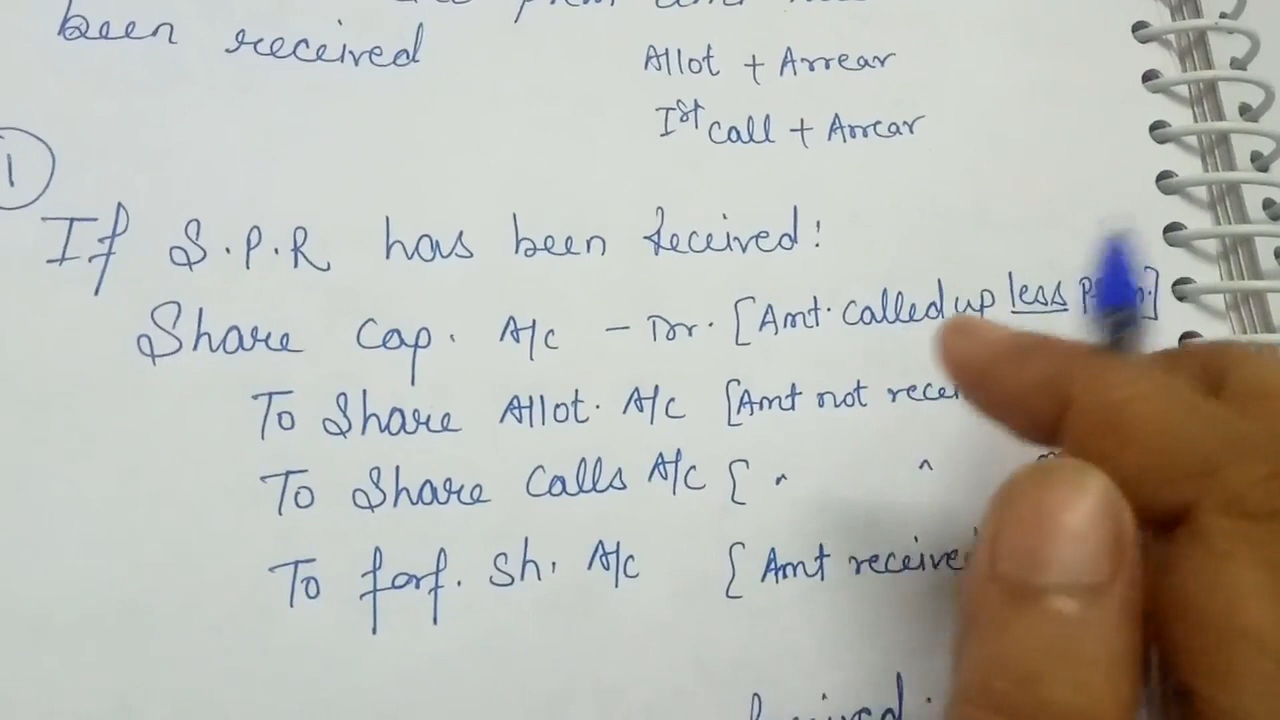 been received
Allot + Arrear
Ist call + Arrear
1
If S.P.R has been received:
Share Cap. A/c - Dr. [Amt. called up less
To Share Allot. A/c [Amt not
To Share Calls A/c [ " " "
To forf. Sh. A/c [Amt